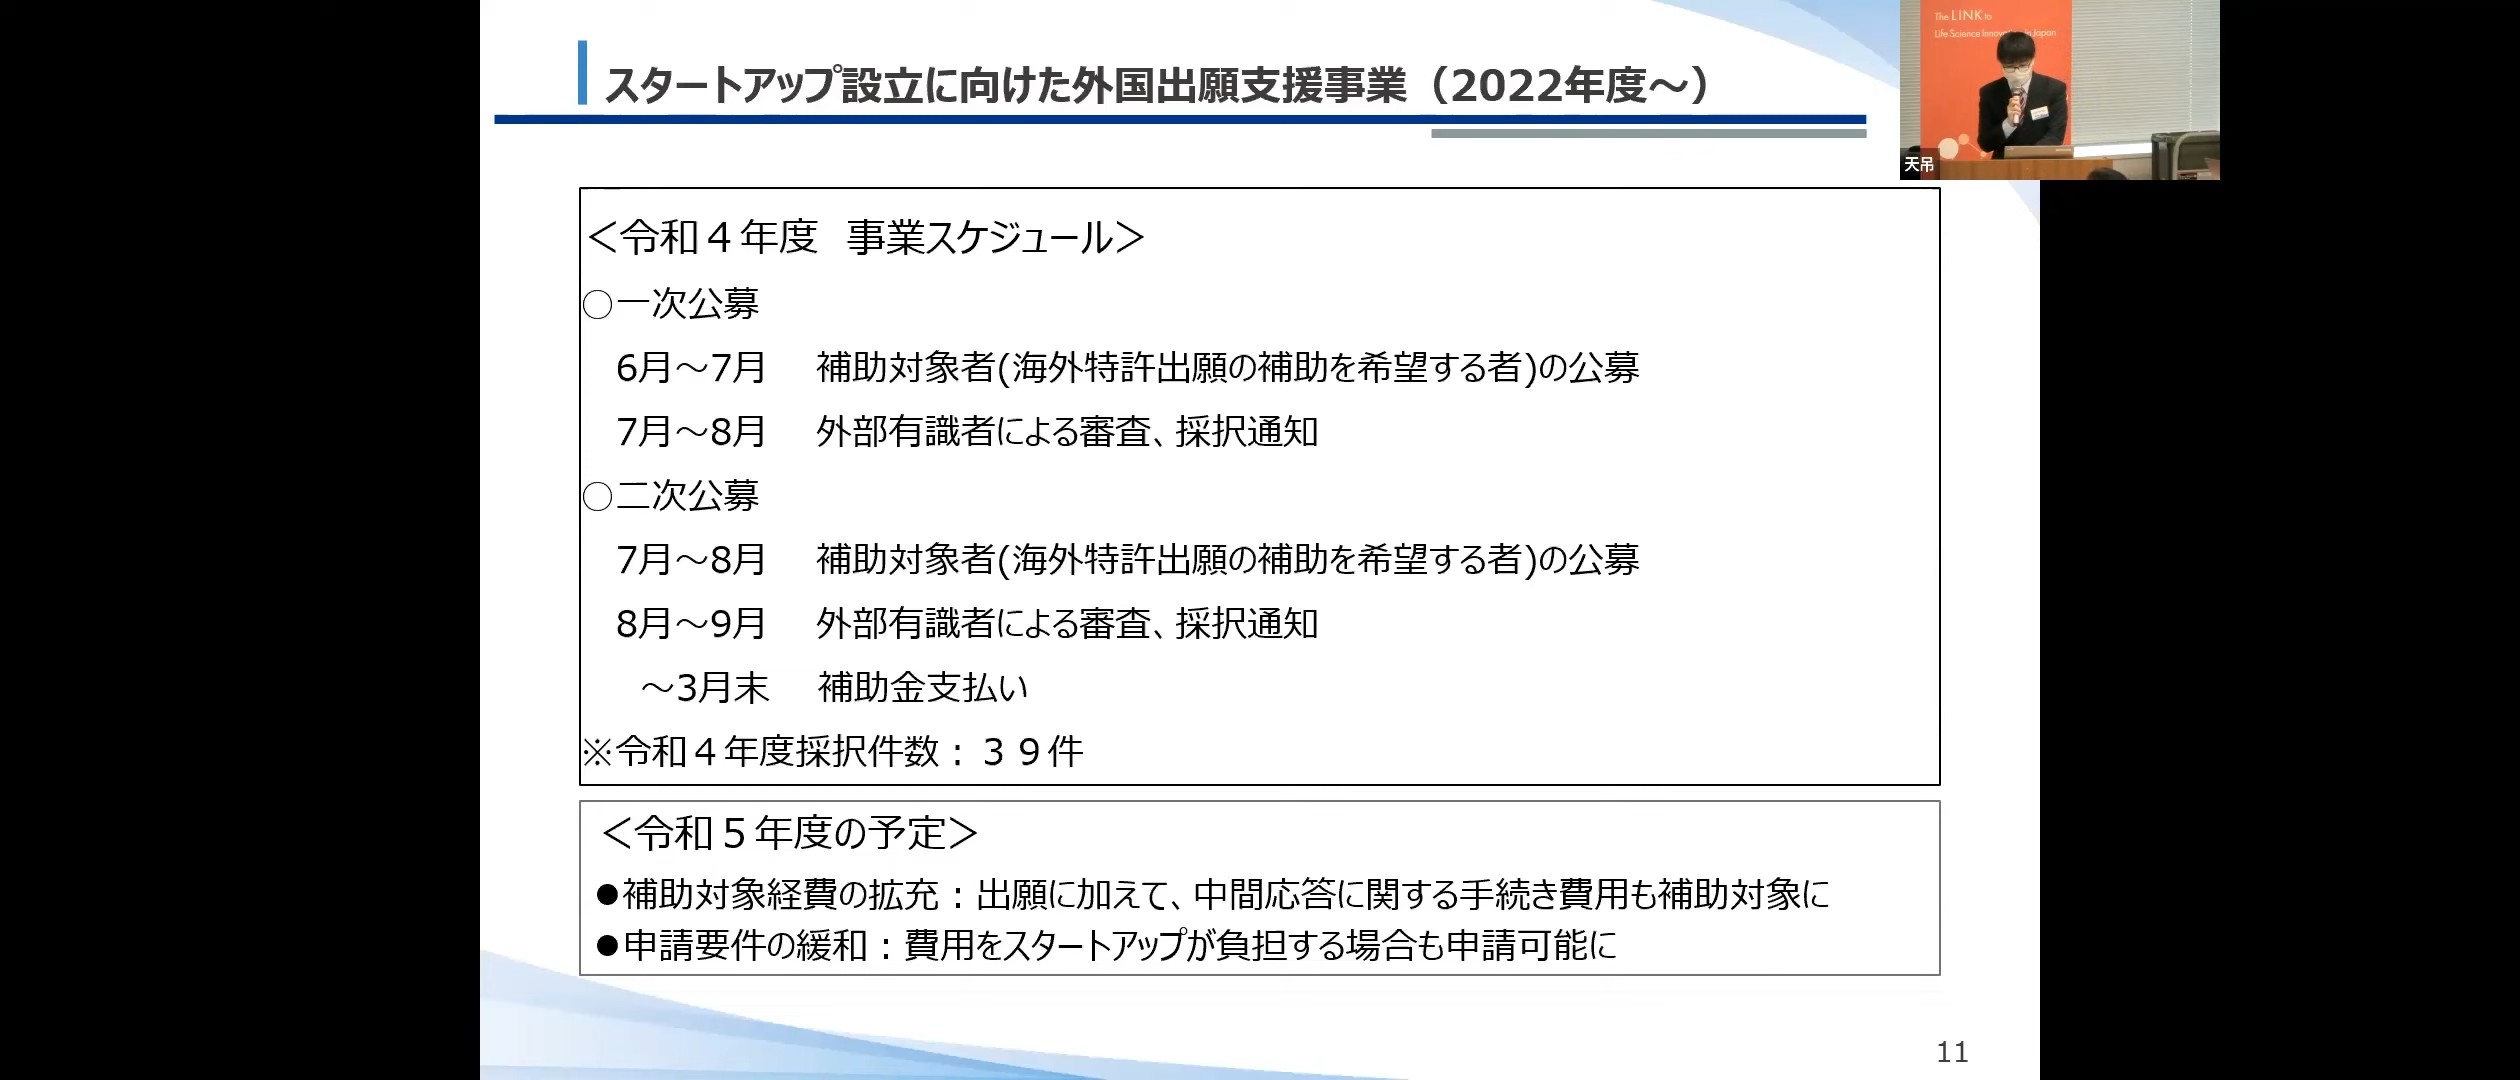 スタートアップ設立に向けた外国出願支援事業（2022年度～）
The LINK to
Life Science Innovation in Japan
天吊
＜令和４年度　事業スケジュール＞
○一次公募
6月～7月　補助対象者(海外特許出願の補助を希望する者)の公募
7月～8月　外部有識者による審査、採択通知
○二次公募
7月～8月　補助対象者(海外特許出願の補助を希望する者)の公募
8月～9月　外部有識者による審査、採択通知
～3月末　補助金支払い
※令和４年度採択件数：３９件
＜令和５年度の予定＞
●補助対象経費の拡充：出願に加えて、中間応答に関する手続き費用も補助対象に
●申請要件の緩和：費用をスタートアップが負担する場合も申請可能に
11